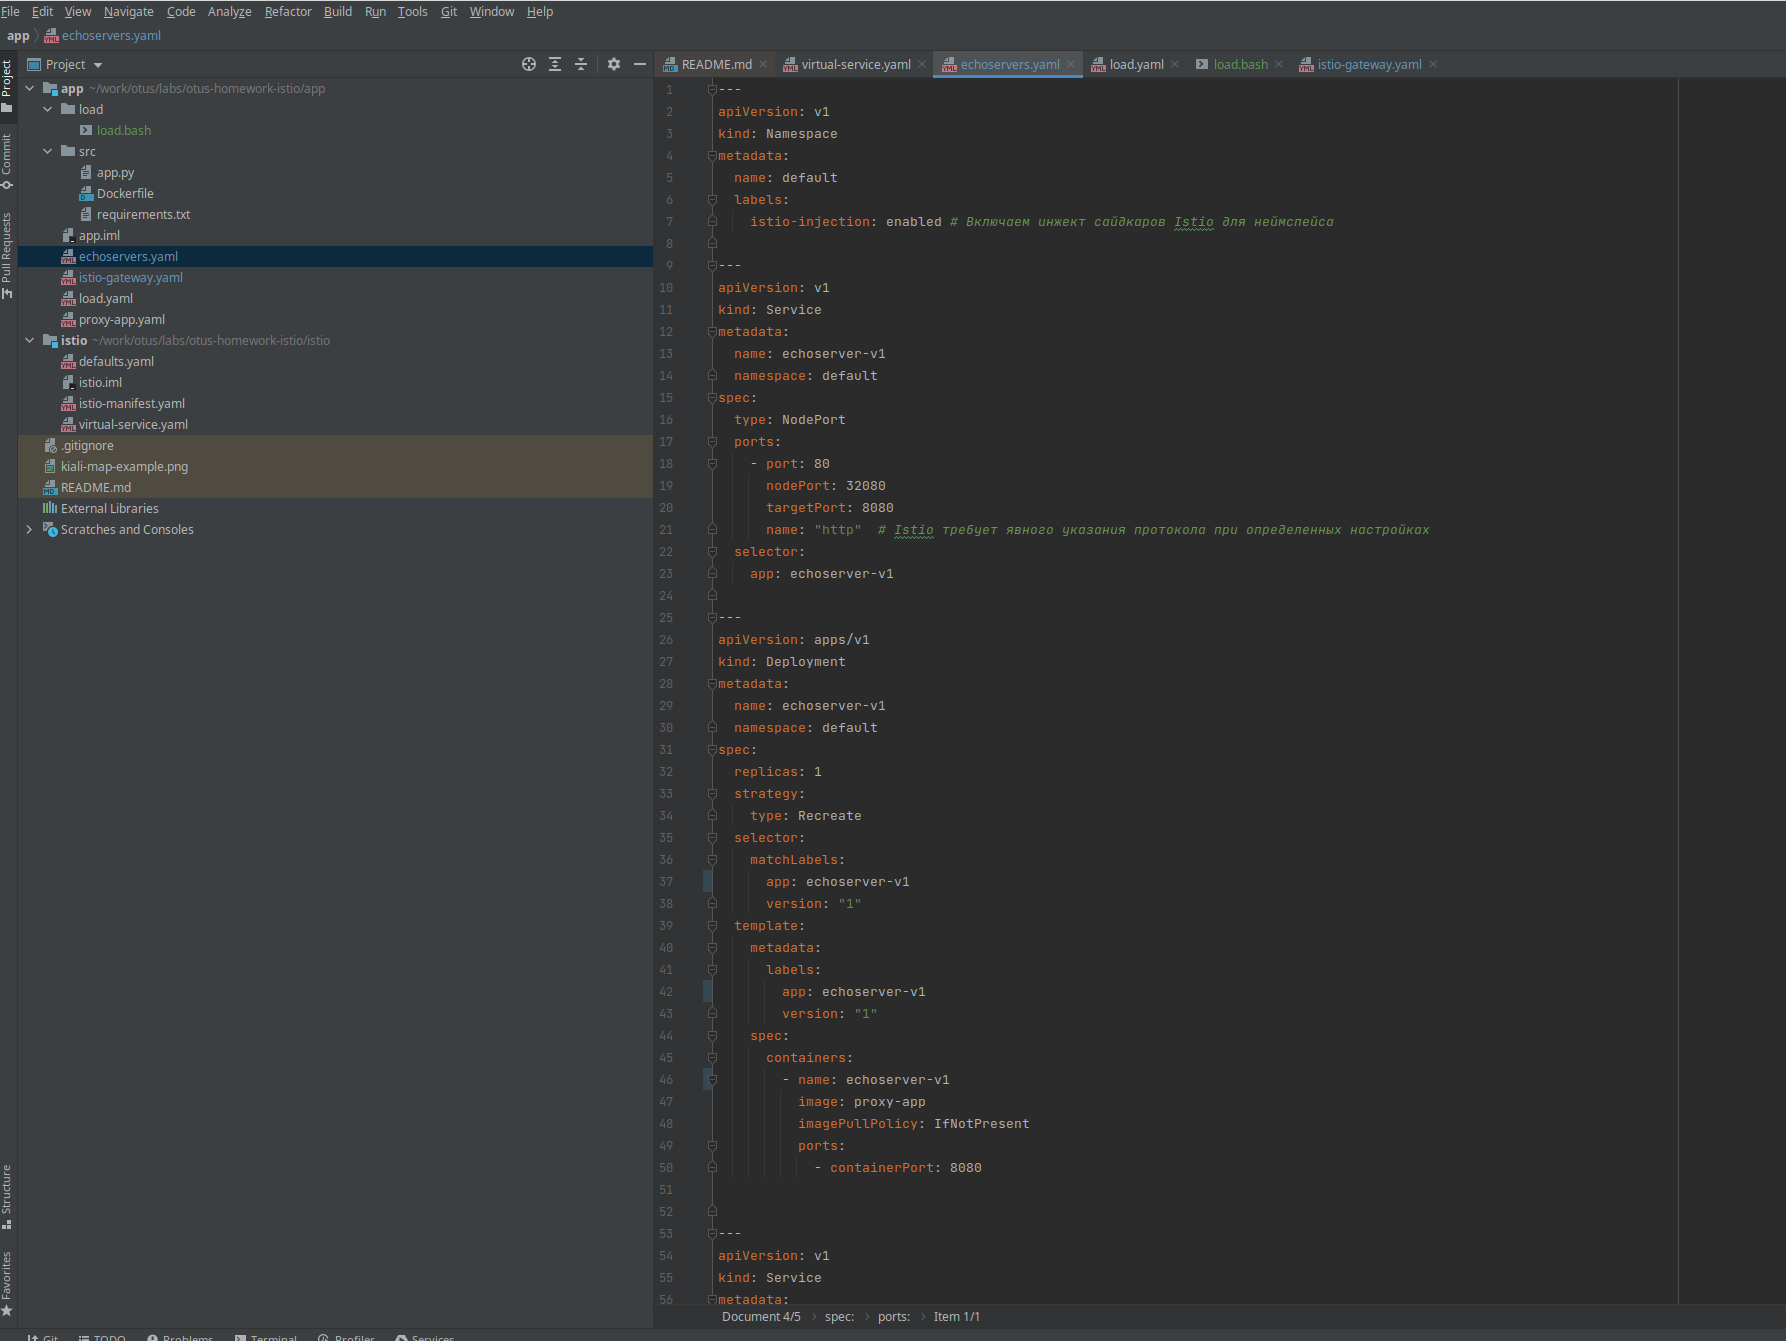 File Edit View Navigate Code Analyze Refactor Build Run Tools Git Window Help
app echoservers.yaml
Project
README.md virtual-service.yaml echoservers.yaml load.yaml load.bash istio-gateway.yaml
Project
Commit
Pull Requests
Structure
Favorites
app ~/work/otus/labs/otus-homework-istio/app
load
load.bash
src
app.py
Dockerfile
requirements.txt
app.iml
echoservers.yaml
istio-gateway.yaml
load.yaml
proxy-app.yaml
istio ~/work/otus/labs/otus-homework-istio/istio
defaults.yaml
istio.iml
istio-manifest.yaml
virtual-service.yaml
.gitignore
kiali-map-example.png
README.md
External Libraries
Scratches and Consoles
1 ---
2 apiVersion: v1
3 kind: Namespace
4 metadata:
5 name: default
6 labels:
7 istio-injection: enabled # Включаем инжект сайдкаров Istio для неймспейса
8
9 ---
10 apiVersion: v1
11 kind: Service
12 metadata:
13 name: echoserver-v1
14 namespace: default
15 spec:
16 type: NodePort
17 ports:
18 - port: 80
19 nodePort: 32080
20 targetPort: 8080
21 name: "http" # Istio требует явного указания протокола при определенных настройках
22 selector:
23 app: echoserver-v1
24
25 ---
26 apiVersion: apps/v1
27 kind: Deployment
28 metadata:
29 name: echoserver-v1
30 namespace: default
31 spec:
32 replicas: 1
33 strategy:
34 type: Recreate
35 selector:
36 matchLabels:
37 app: echoserver-v1
38 version: "1"
39 template:
40 metadata:
41 labels:
42 app: echoserver-v1
43 version: "1"
44 spec:
45 containers:
46 - name: echoserver-v1
47 image: proxy-app
48 imagePullPolicy: IfNotPresent
49 ports:
50 - containerPort: 8080
51
52
53 ---
54 apiVersion: v1
55 kind: Service
56 metadata:
Document 4/5 › spec: › ports: › Item 1/1
Git TODO Problems Terminal Profiler Services